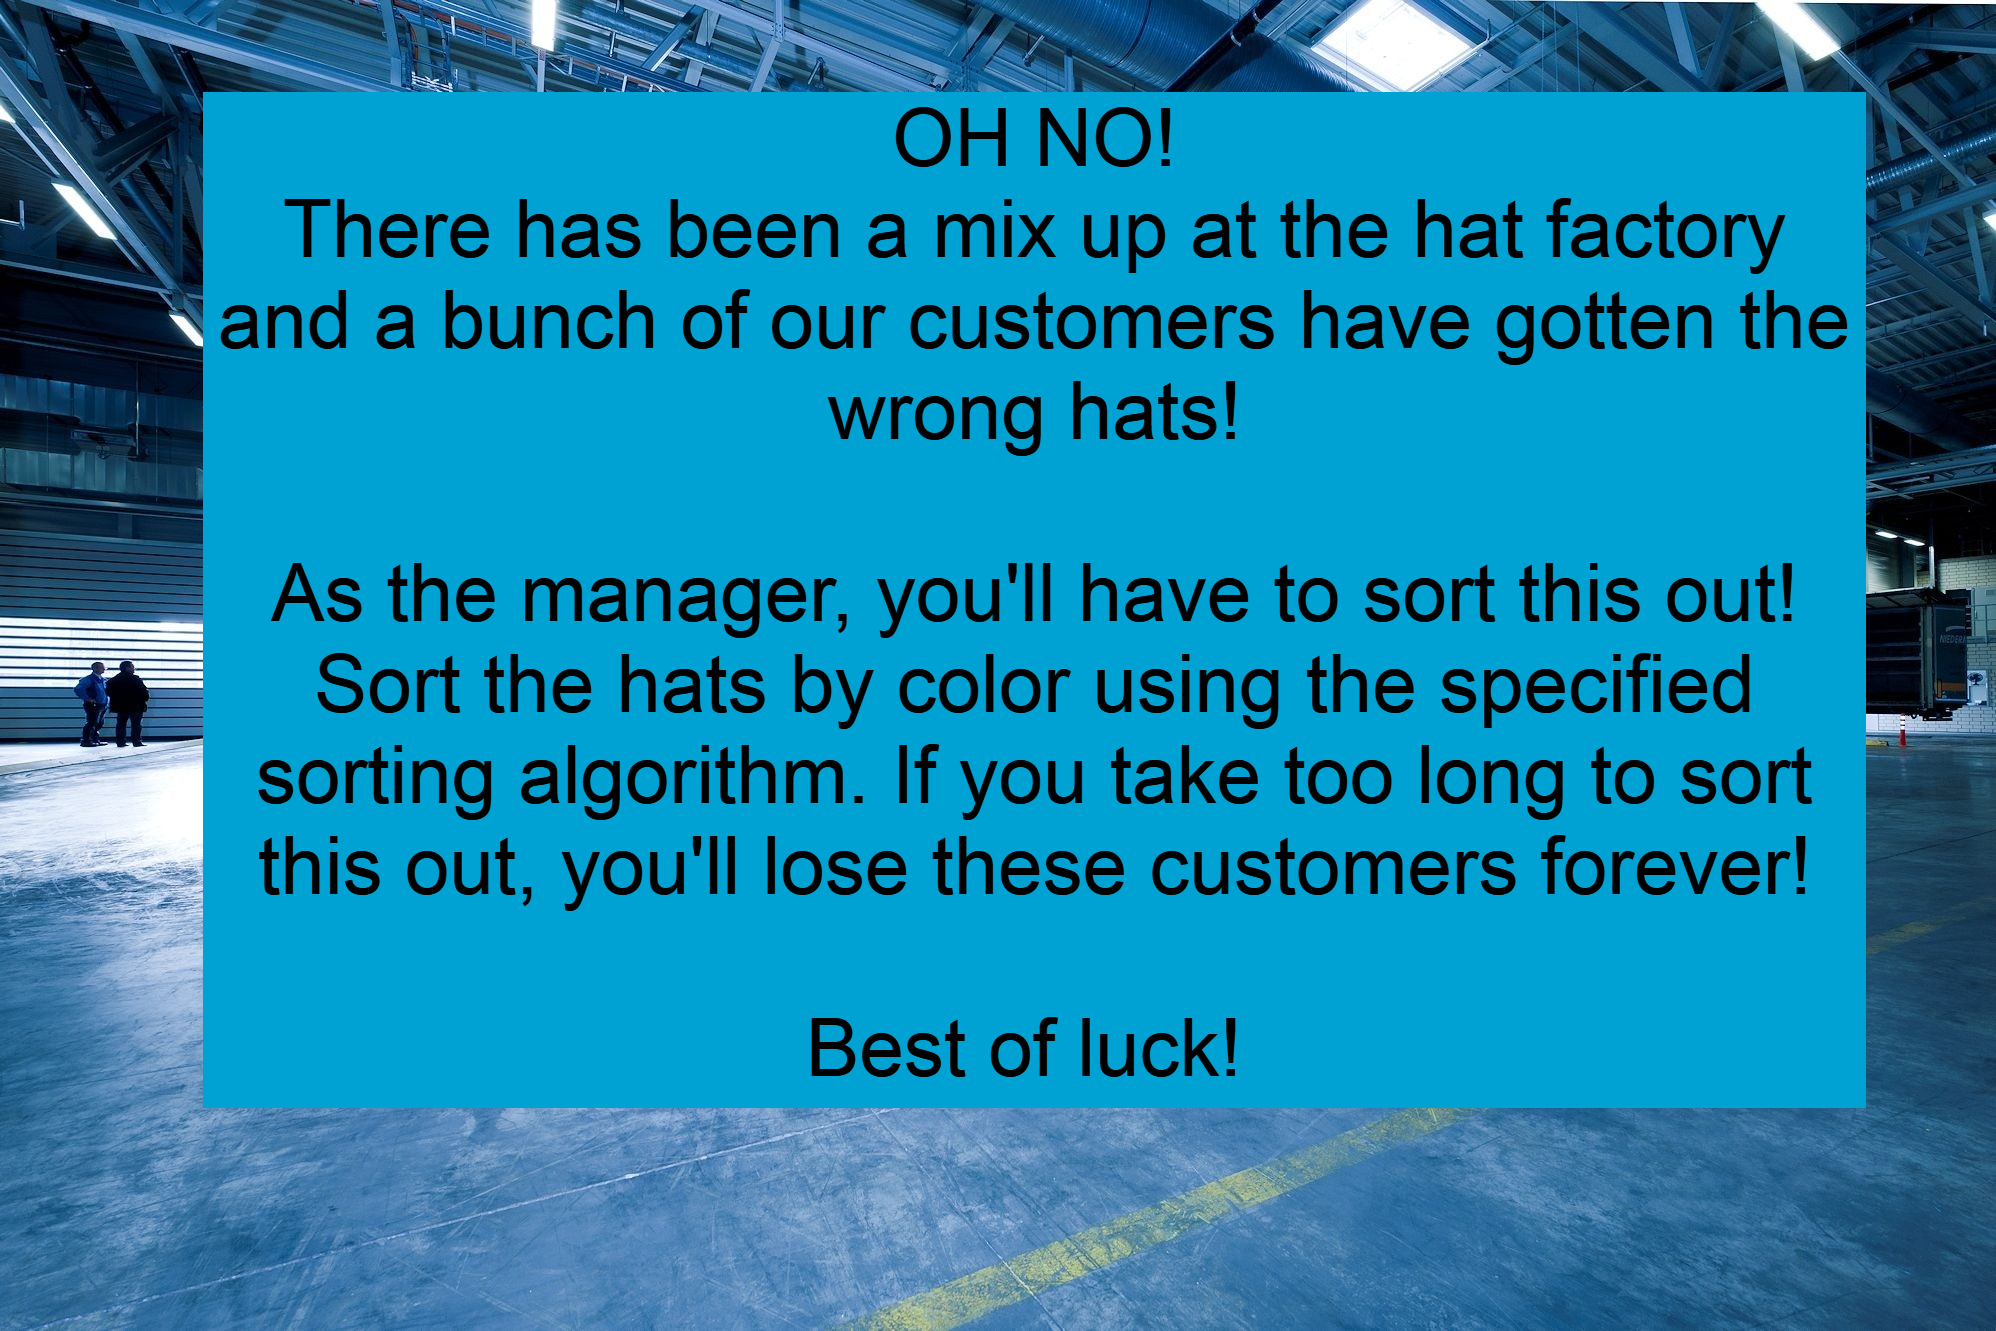 OH NO!
There has been a mix up at the hat factory
and a bunch of our customers have gotten the
wrong hats!
As the manager, you'll have to sort this out!
Sort the hats by color using the specified
sorting algorithm. If you take too long to sort
this out, you'll lose these customers forever!
Best of luck!